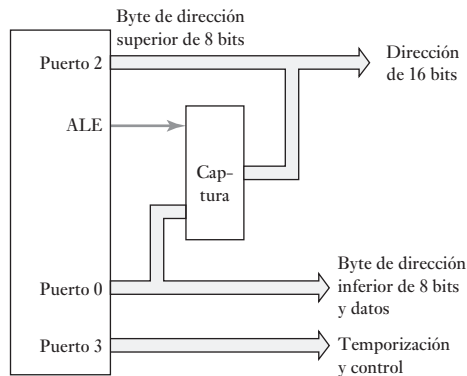 Byte de dirección
superior de 8 bits
Puerto 2
Dirección
de 16 bits
ALE
Cap-
tura
Puerto 0
Byte de dirección
inferior de 8 bits
y datos
Puerto 3
Temporización
y control